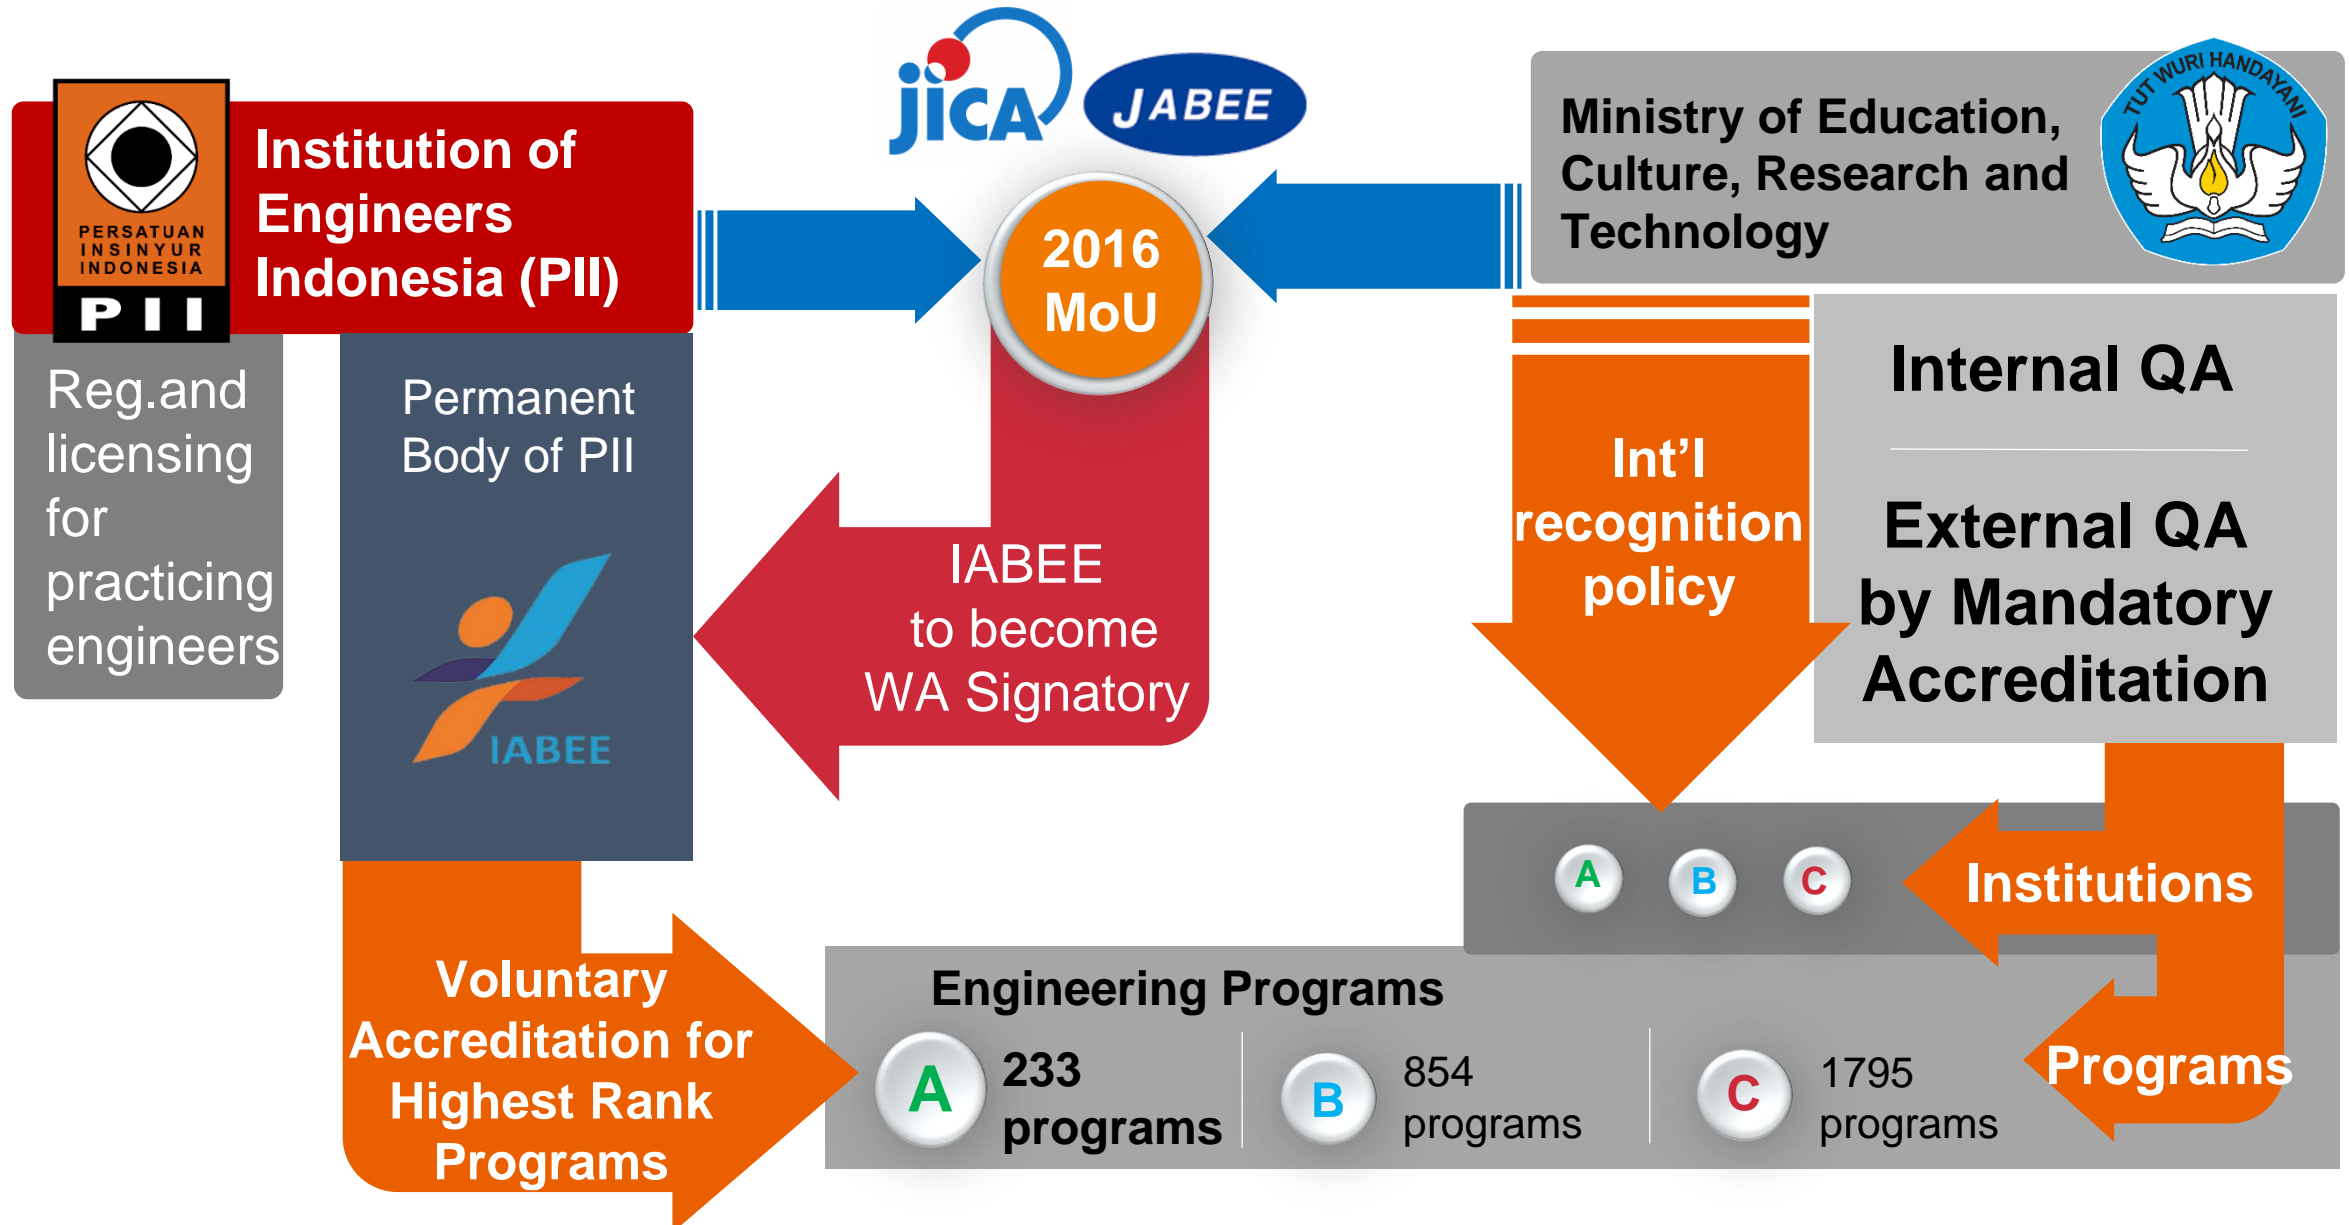 PERSATUAN
INSINYUR
INDONESIA
PII
Institution of
Engineers
Indonesia (PII)
jica
JABEE
2016
MoU
Ministry of Education,
Culture, Research and
Technology
TUT WURI HANDAYANI
Reg.and
licensing
for
practicing
engineers
Permanent
Body of PII
IABEE
IABEE
to become
WA Signatory
Int’l
recognition
policy
Internal QA
External QA
by Mandatory
Accreditation
A
B
C
Institutions
Voluntary
Accreditation for
Highest Rank
Programs
Engineering Programs
A
233
programs
B
854
programs
C
1795
programs
Programs